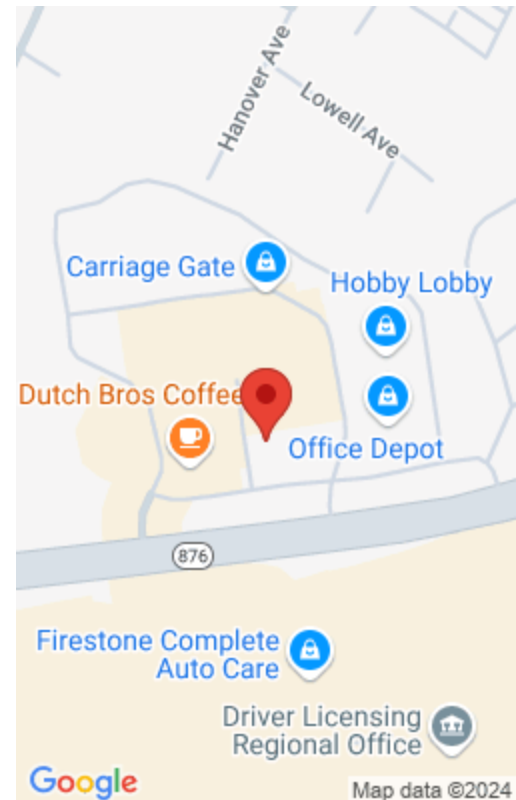 Hanover Ave
Lowell Ave
Carriage Gate
Hobby Lobby
Dutch Bros Coffee
Office Depot
876
Firestone Complete
Auto Care
Driver Licensing
Regional Office
Google
Map data ©2024